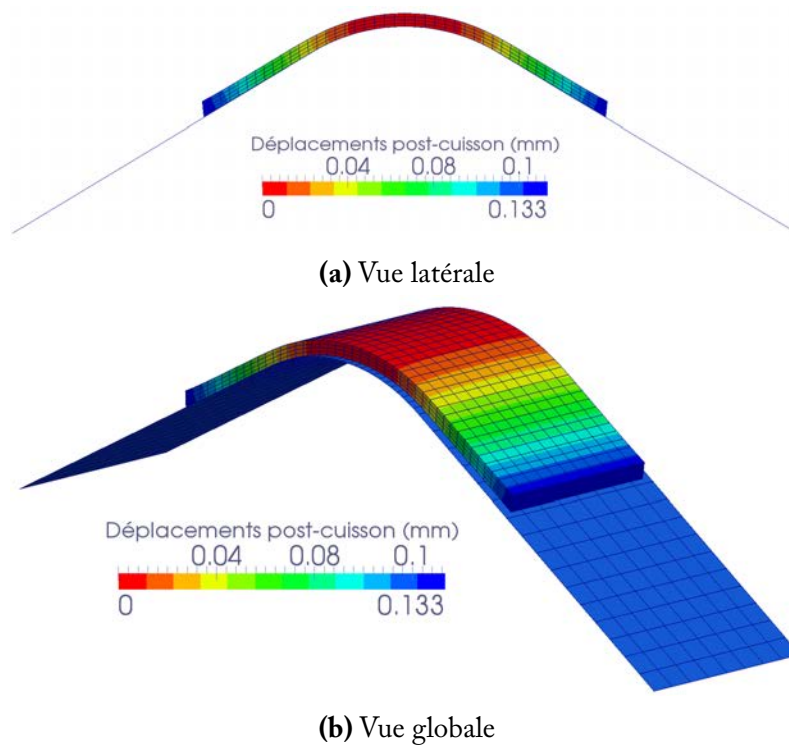 Déplacements post-cuisson (mm)
0.04 0.08 0.1
0 0.133
(a) Vue latérale
Déplacements post-cuisson (mm)
0.04 0.08 0.1
0 0.133
(b) Vue globale